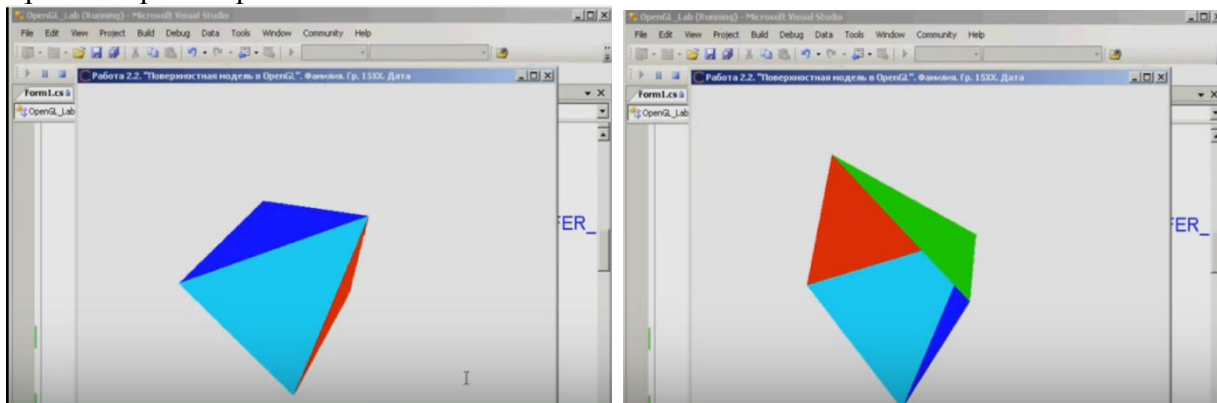 OpenGL_Lab (Running) - Microsoft Visual Studio
File Edit View Project Build Debug Data Tools Window Community Help
Работа 2.2. "Поверхностная модель в OpenGL". Фамилия. Гр. 15XX. Дата
Form1.cs
OpenGL_Lab
FER_
OpenGL_Lab (Running) - Microsoft Visual Studio
File Edit View Project Build Debug Data Tools Window Community Help
Работа 2.2. "Поверхностная модель в OpenGL". Фамилия. Гр. 15XX. Дата
Form1.cs
OpenGL_Lab
FER_